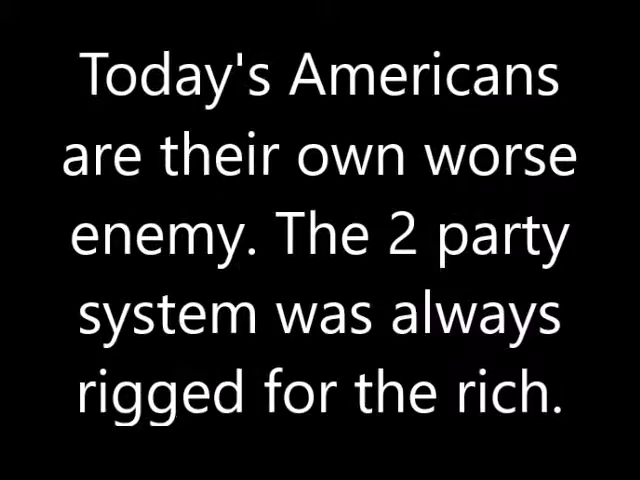 Today's Americans
are their own worse
enemy. The 2 party
system was always
rigged for the rich.